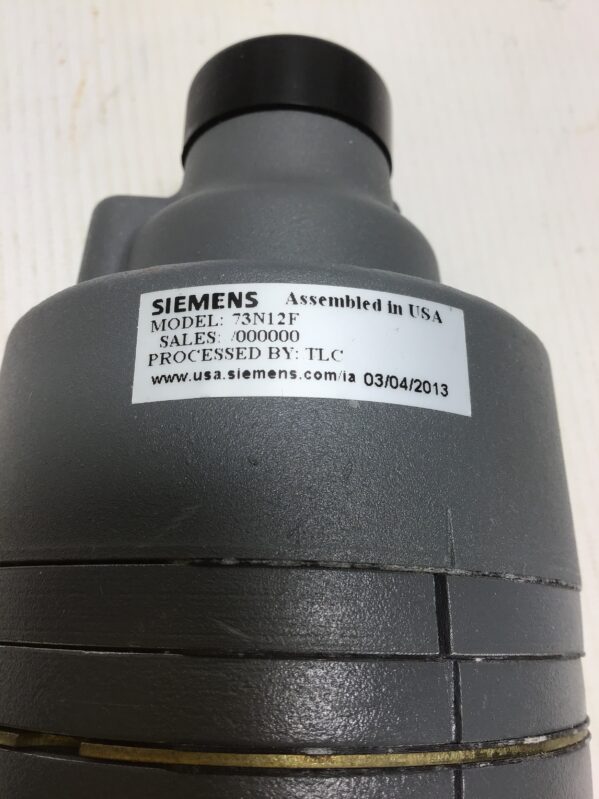 SIEMENS Assembled in USA
MODEL: 73N12F
SALES: /000000
PROCESSED BY: TLC
www.usa.siemens.com/ia 03/04/2013